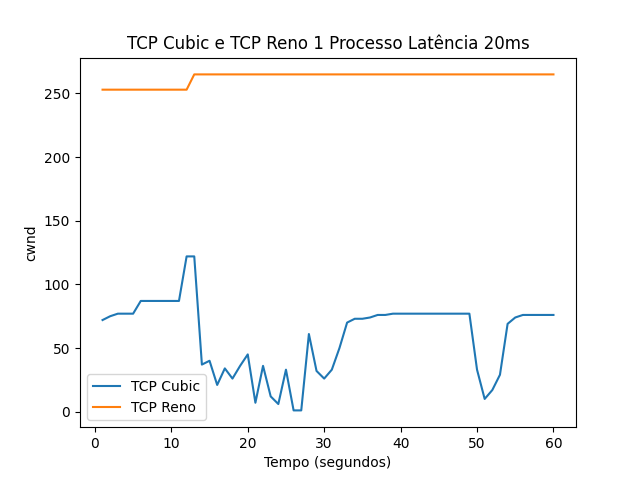 TCP Cubic e TCP Reno 1 Processo Latência 20ms
250
200
150
100
50
0
cwnd
TCP Cubic
TCP Reno
0 10 20 30 40 50 60
Tempo (segundos)